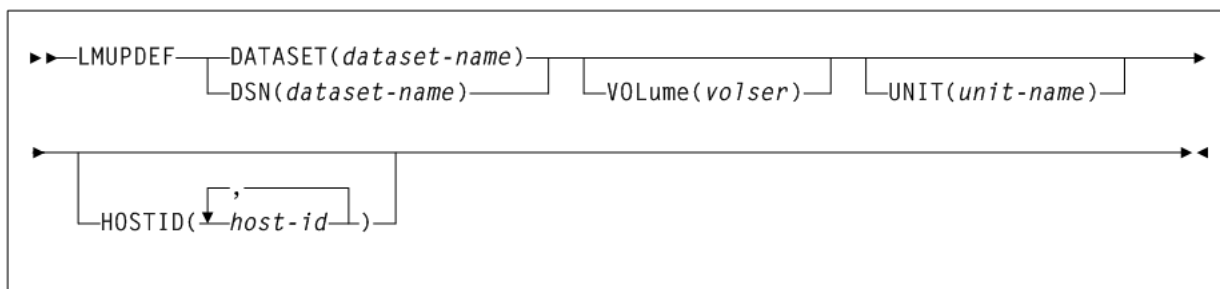 LMUPDEF DATASET(dataset-name)
DSN(dataset-name) VOLume(volser) UNIT(unit-name)
,
HOSTID( host-id )